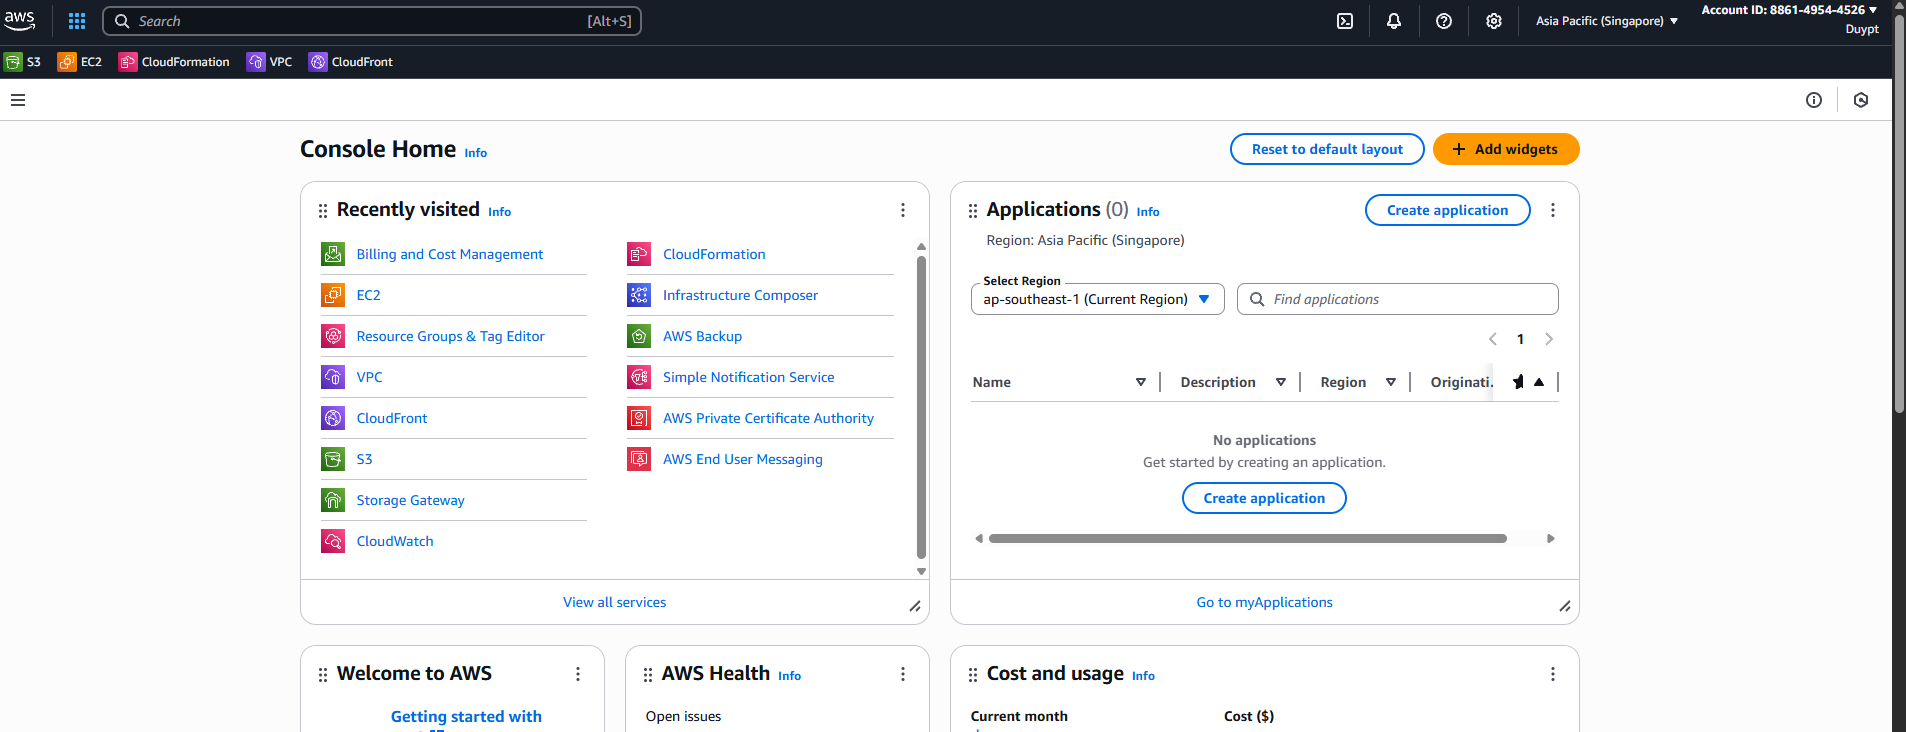 aws
Search [Alt+S]
Asia Pacific (Singapore)
Account ID: 8861-4954-4526
Duypt
S3 EC2 CloudFormation VPC CloudFront
Console Home Info
Reset to default layout
Add widgets
Recently visited Info
Billing and Cost Management
EC2
Resource Groups & Tag Editor
VPC
CloudFront
S3
Storage Gateway
CloudWatch
CloudFormation
Infrastructure Composer
AWS Backup
Simple Notification Service
AWS Private Certificate Authority
AWS End User Messaging
View all services
Applications (0) Info
Create application
Region: Asia Pacific (Singapore)
Select Region
ap-southeast-1 (Current Region)
Find applications
1
Name Description Region Originati.
No applications
Get started by creating an application.
Create application
Go to myApplications
Welcome to AWS
Getting started with
AWS Health Info
Open issues
Cost and usage Info
Current month Cost ($)